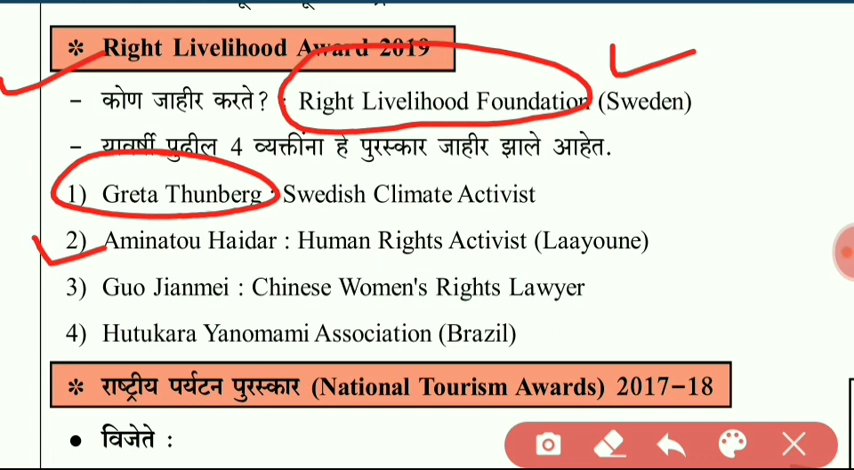 * Right Livelihood Award 2019
- कोण जाहीर करते? : Right Livelihood Foundation (Sweden)
- यावर्षी पुढील 4 व्यक्तींना हे पुरस्कार जाहीर झाले आहेत.
1) Greta Thunberg : Swedish Climate Activist
2) Aminatou Haidar : Human Rights Activist (Laayoune)
3) Guo Jianmei : Chinese Women's Rights Lawyer
4) Hutukara Yanomami Association (Brazil)
* राष्ट्रीय पर्यटन पुरस्कार (National Tourism Awards) 2017-18
● विजेते :